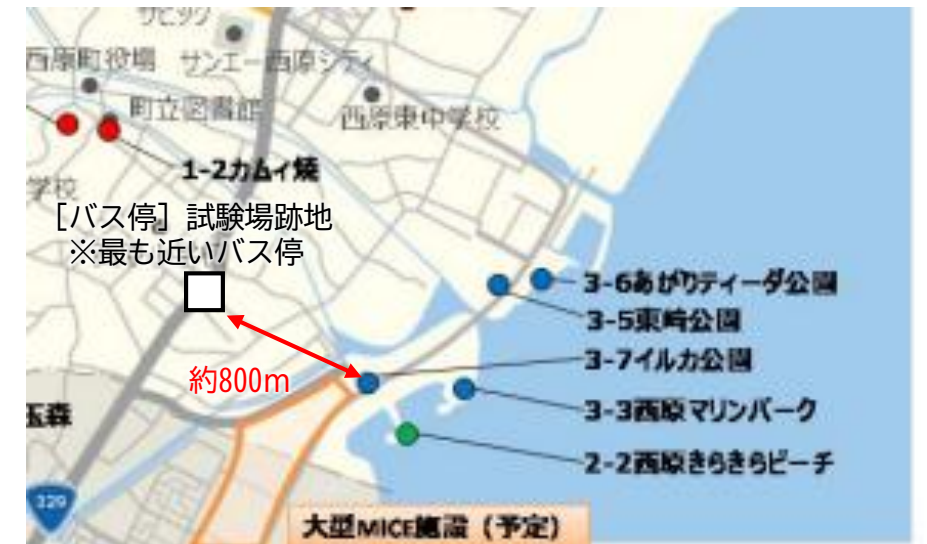 西原町役場
サンエー西原シティ
町立図書館
西原東中学校
1-2カムィ焼
学校
［バス停］試験場跡地
※最も近いバス停
3-6あがりティーダ公園
3-5東崎公園
3-7イルカ公園
約800m
3-3西原マリンパーク
玉森
2-2西原きらきらビーチ
329
大型MICE施設（予定）